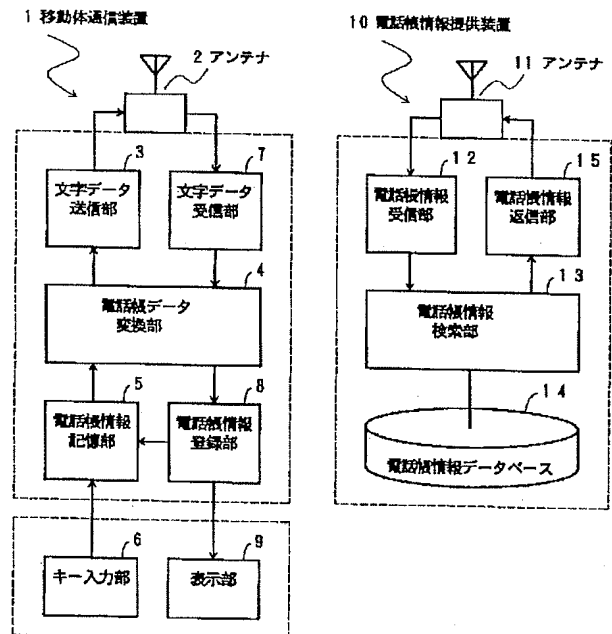 1 移動体通信装置
2 アンテナ
3
文字データ
送信部
7
文字データ
受信部
4
電話帳データ
変換部
5
電話帳情報
記憶部
8
電話帳情報
登録部
6
キー入力部
9
表示部
10 電話帳情報提供装置
11 アンテナ
12
電話帳情報
受信部
15
電話帳情報
返信部
13
電話帳情報
検索部
14
電話帳情報データベース